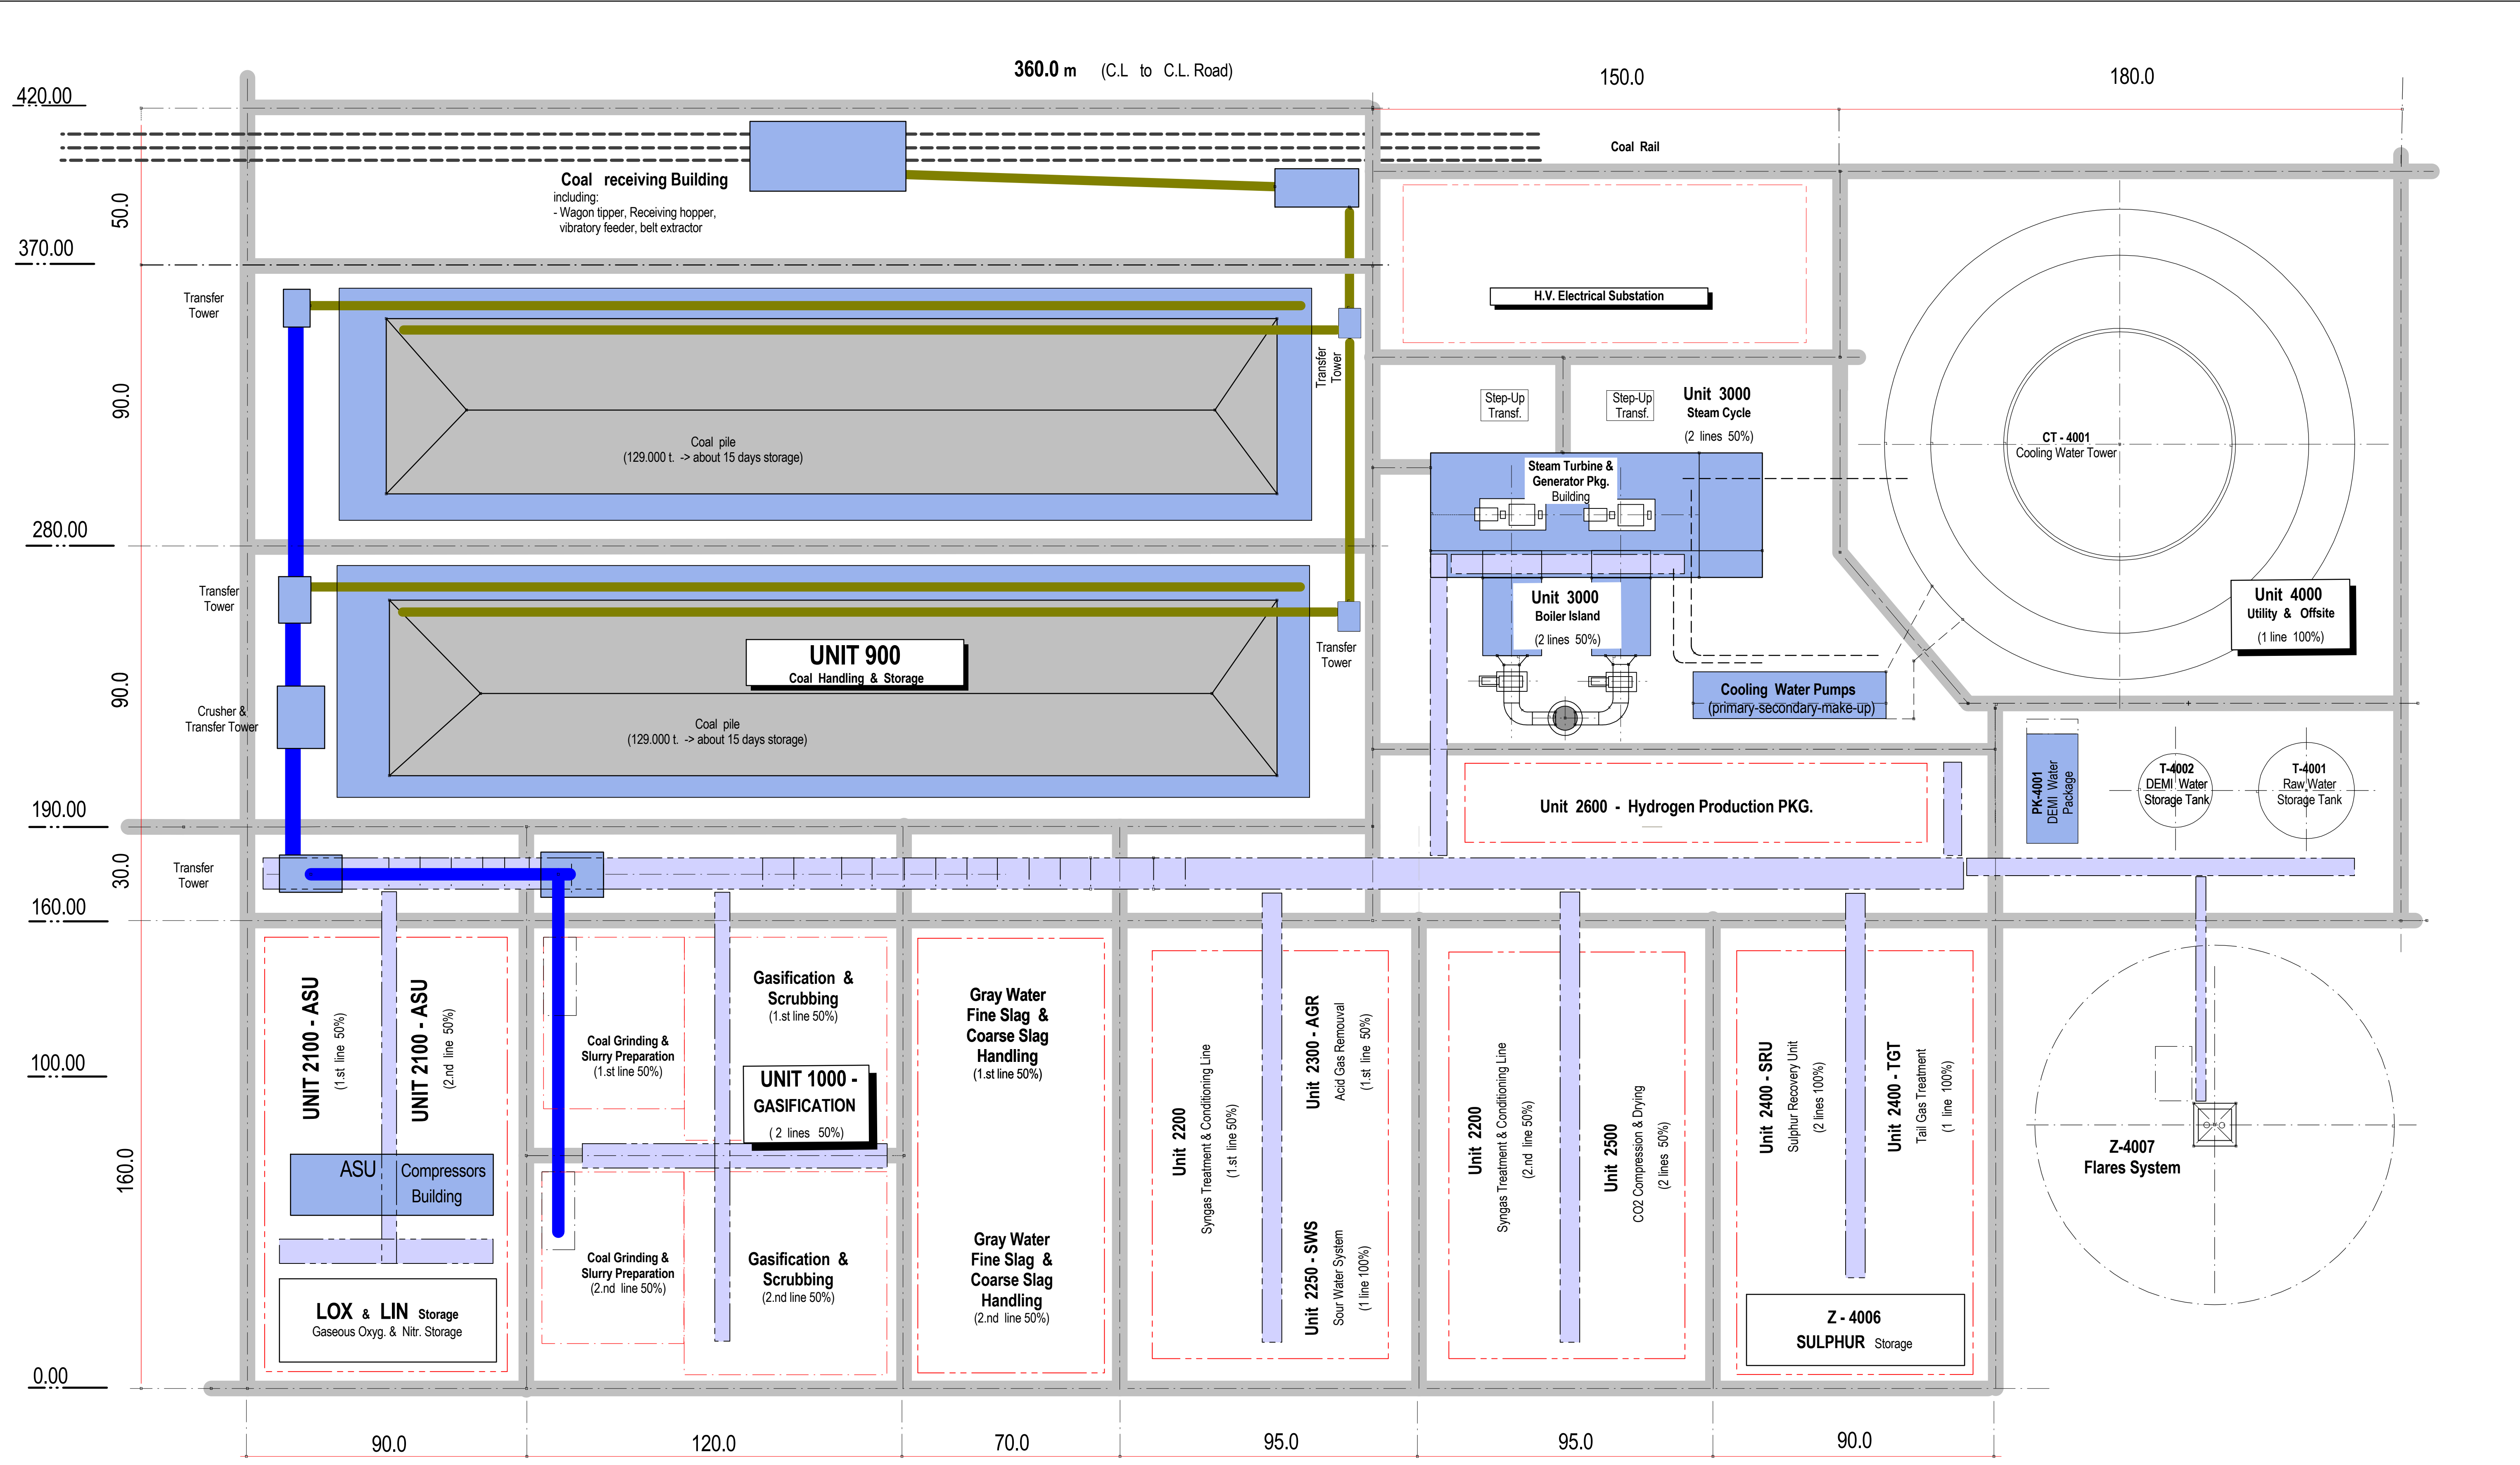 360.0 m (C.L to C.L. Road)
150.0
180.0
420.00
Coal Rail
Coal receiving Building
including:
- Wagon tipper, Receiving hopper,
vibratory feeder, belt extractor
50.0
370.00
Transfer
Tower
H.V. Electrical Substation
Transfer
Tower
90.0
Step-Up
Transf.
Step-Up
Transf.
Unit 3000
Steam Cycle
(2 lines 50%)
Coal pile
(129.000 t. -> about 15 days storage)
CT - 4001
Cooling Water Tower
Steam Turbine &
Generator Pkg.
Building
280.00
Transfer
Tower
Unit 3000
Boiler Island
(2 lines 50%)
Unit 4000
Utility & Offsite
(1 line 100%)
UNIT 900
Coal Handling & Storage
Transfer
Tower
90.0
Crusher &
Transfer Tower
Coal pile
(129.000 t. -> about 15 days storage)
Cooling Water Pumps
(primary-secondary-make-up)
PK-4001
DEMI Water
Package
T-4002
DEMI Water
Storage Tank
T-4001
Raw Water
Storage Tank
190.00
Unit 2600 - Hydrogen Production PKG.
30.0
Transfer
Tower
160.00
UNIT 2100 - ASU
(1.st line 50%)
UNIT 2100 - ASU
(2.nd line 50%)
Coal Grinding &
Slurry Preparation
(1.st line 50%)
Gasification &
Scrubbing
(1.st line 50%)
Gray Water
Fine Slag &
Coarse Slag
Handling
(1.st line 50%)
Unit 2200
Syngas Treatment & Conditioning Line
(1.st line 50%)
Unit 2300 - AGR
Acid Gas Remouval
(1.st line 50%)
Unit 2200
Syngas Treatment & Conditioning Line
(2.nd line 50%)
Unit 2500
CO2 Compression & Drying
(2 lines 50%)
Unit 2400 - SRU
Sulphur Recovery Unit
(2 lines 100%)
Unit 2400 - TGT
Tail Gas Treatment
(1 line 100%)
100.00
UNIT 1000 -
GASIFICATION
( 2 lines 50%)
Z-4007
Flares System
160.0
ASU Compressors
Building
Coal Grinding &
Slurry Preparation
(2.nd line 50%)
Gasification &
Scrubbing
(2.nd line 50%)
Gray Water
Fine Slag &
Coarse Slag
Handling
(2.nd line 50%)
Unit 2250 - SWS
Sour Water System
(1 line 100%)
LOX & LIN Storage
Gaseous Oxyg. & Nitr. Storage
Z - 4006
SULPHUR Storage
0.00
90.0
120.0
70.0
95.0
95.0
90.0